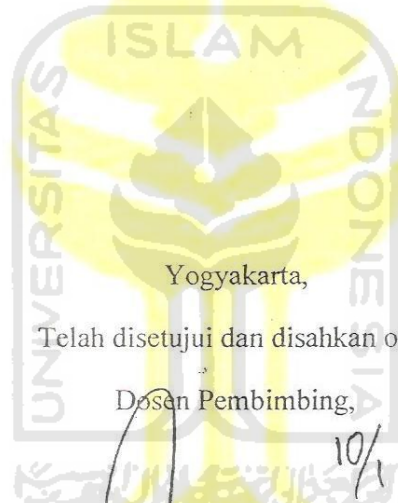 ISLAM
UNIVERSITAS
INDONESIA
Yogyakarta,
Telah disetujui dan disahkan o
Dosen Pembimbing,
10/1